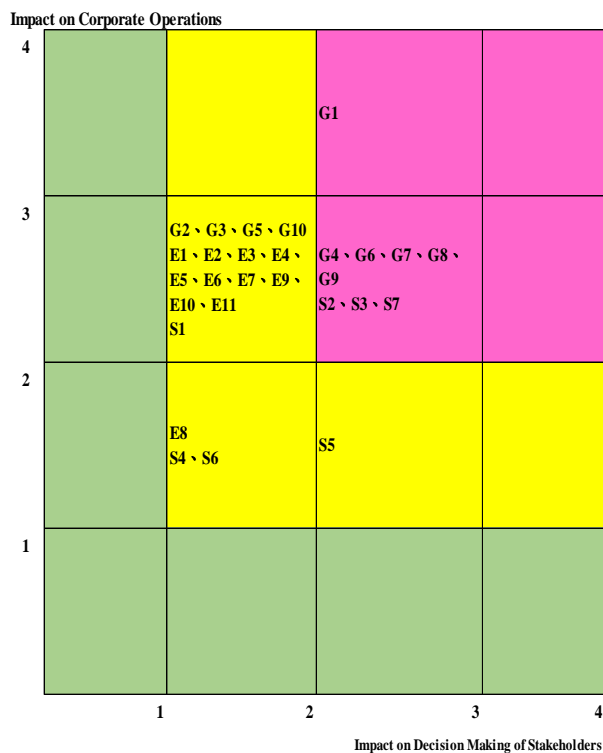 Impact on Corporate Operations
4
G1
3
G2、G3、G5、G10
E1、E2、E3、E4、
E5、E6、E7、E9、
E10、E11
S1
G4、G6、G7、G8、
G9
S2、S3、S7
2
E8
S4、S6
S5
1
1 2 3 4
Impact on Decision Making of Stakeholders